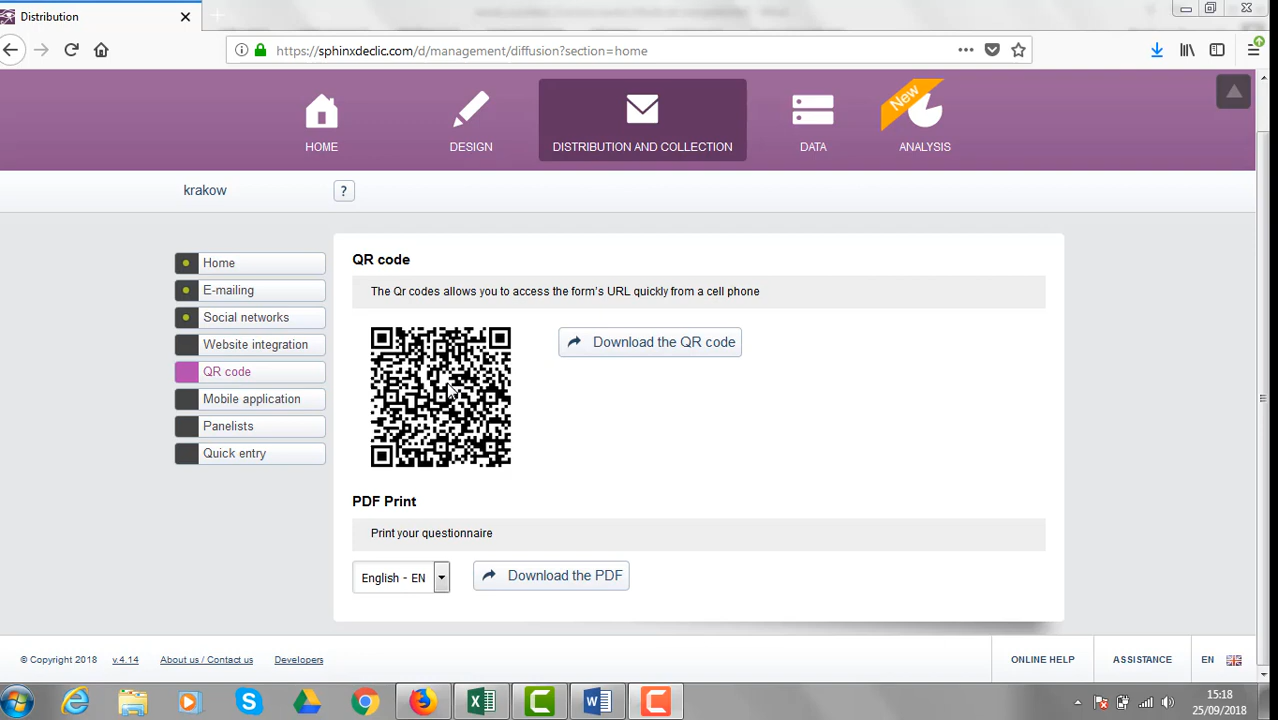 Distribution
https://sphinxdeclic.com/d/management/diffusion?section=home
HOME
DESIGN
DISTRIBUTION AND COLLECTION
DATA
New
ANALYSIS
krakow
?
Home
E-mailing
Social networks
Website integration
QR code
Mobile application
Panelists
Quick entry
QR code
The Qr codes allows you to access the form's URL quickly from a cell phone
Download the QR code
PDF Print
Print your questionnaire
English - EN
Download the PDF
© Copyright 2018
v.4.14
About us / Contact us
Developers
ONLINE HELP
ASSISTANCE
EN
15:18
25/09/2018